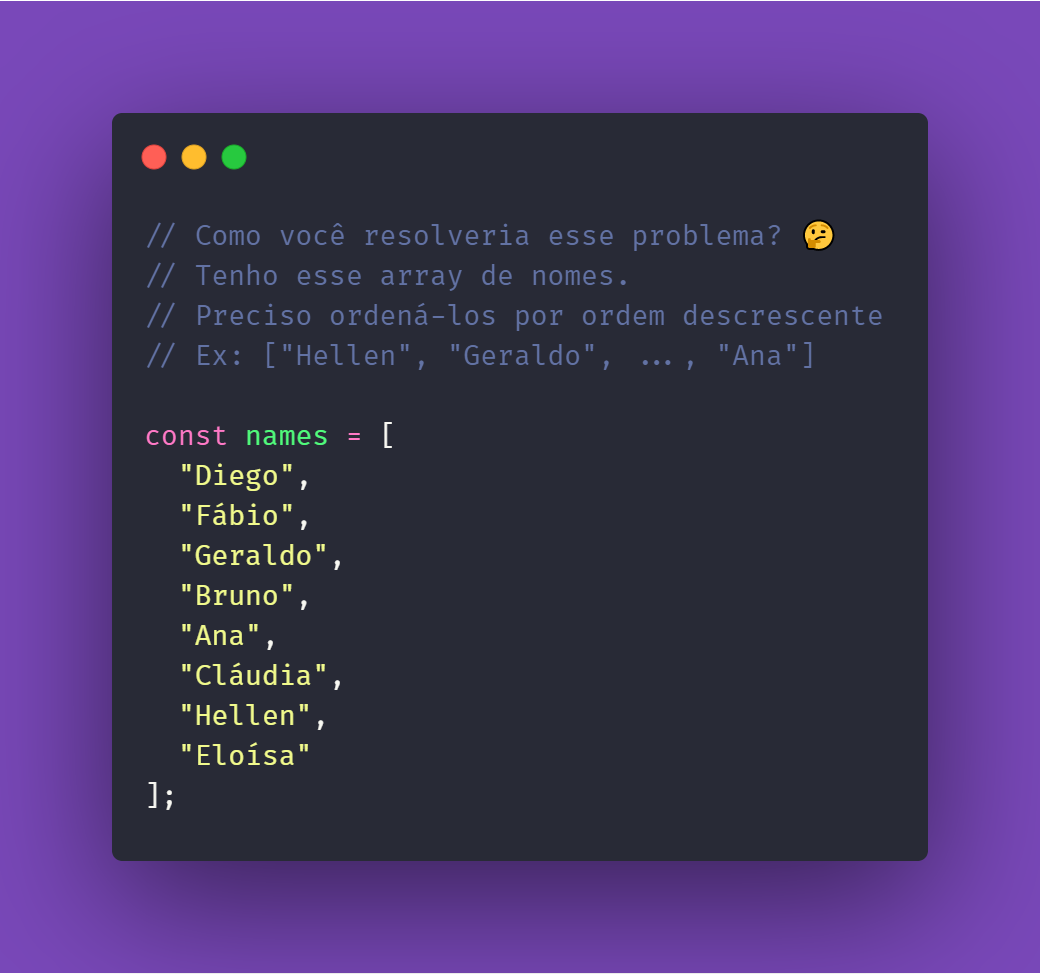 // Como você resolveria esse problema? 🤔
// Tenho esse array de nomes.
// Preciso ordená-los por ordem descrescente
// Ex: ["Hellen", "Geraldo", ..., "Ana"]
const names = [
"Diego",
"Fábio",
"Geraldo",
"Bruno",
"Ana",
"Cláudia",
"Hellen",
"Eloísa"
];